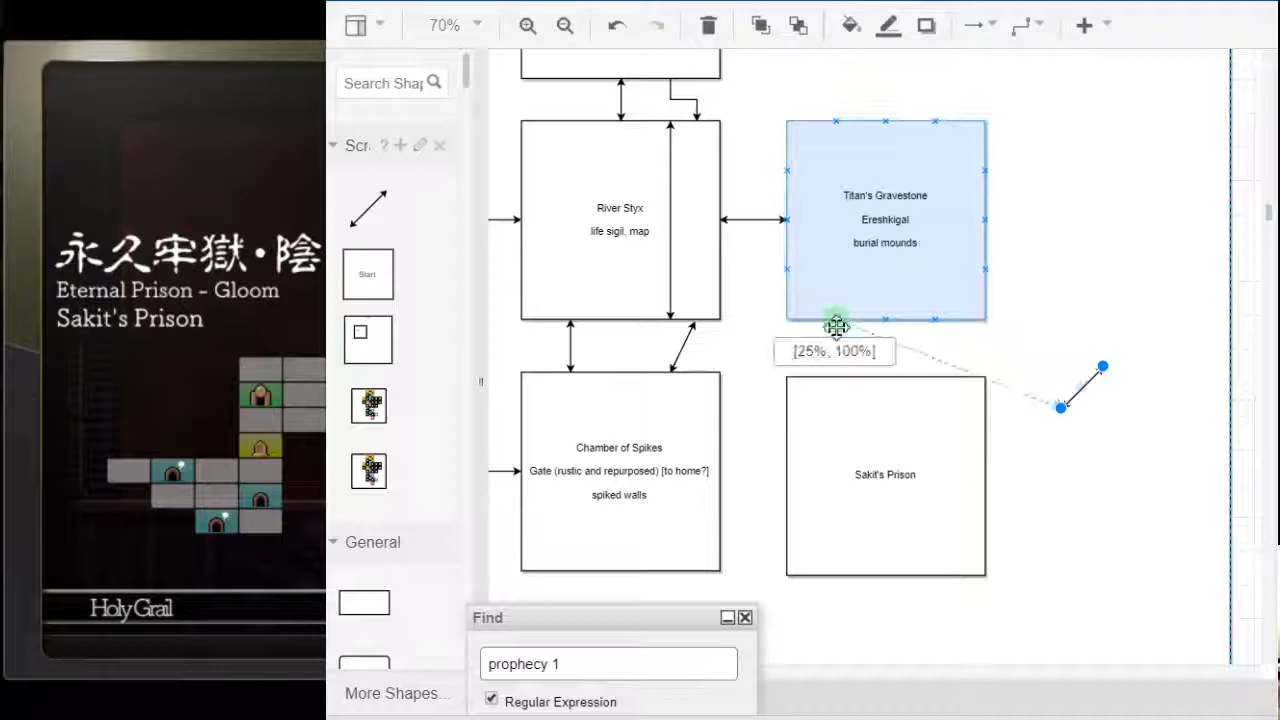 永久牢獄・陰
Eternal Prison - Gloom
Sakit's Prison
Holy Grail
70%
Search Shap
Scr.
?
Start
General
More Shapes...
River Styx
life sigil, map
Titan's Gravestone
Ereshkigal
burial mounds
[25%, 100%]
Chamber of Spikes
Gate (rustic and repurposed) [to home?]
spiked walls
Sakit's Prison
Find
prophecy 1
Regular Expression